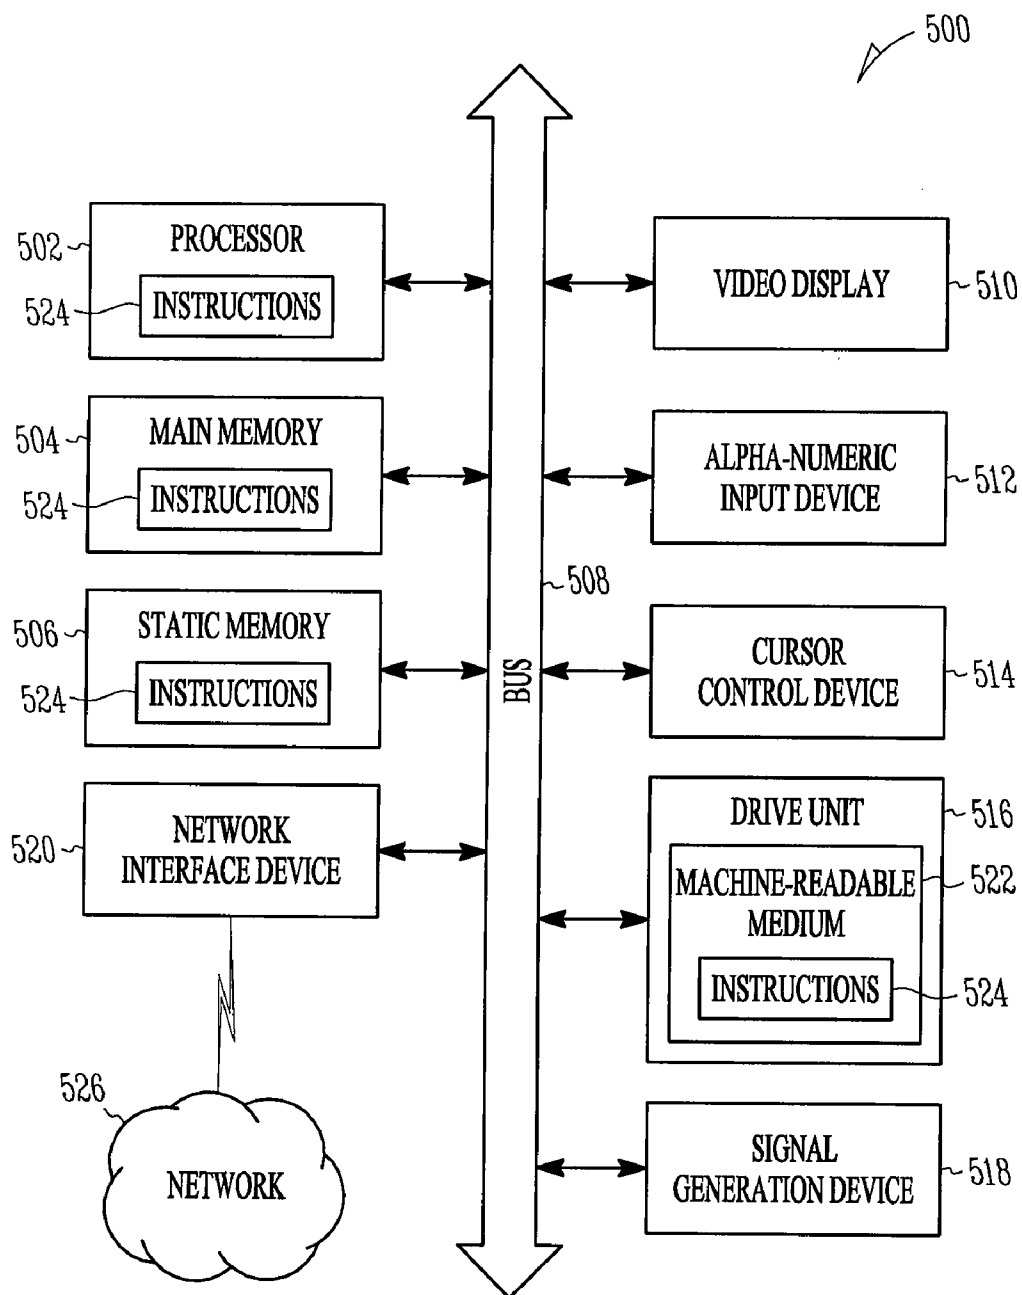 500
502
PROCESSOR
524
INSTRUCTIONS
VIDEO DISPLAY
510
504
MAIN MEMORY
524
INSTRUCTIONS
ALPHA-NUMERIC
INPUT DEVICE
512
508
506
STATIC MEMORY
524
INSTRUCTIONS
BUS
CURSOR
CONTROL DEVICE
514
520
NETWORK
INTERFACE DEVICE
DRIVE UNIT
516
MACHINE-READABLE
MEDIUM
522
INSTRUCTIONS
524
526
NETWORK
SIGNAL
GENERATION DEVICE
518